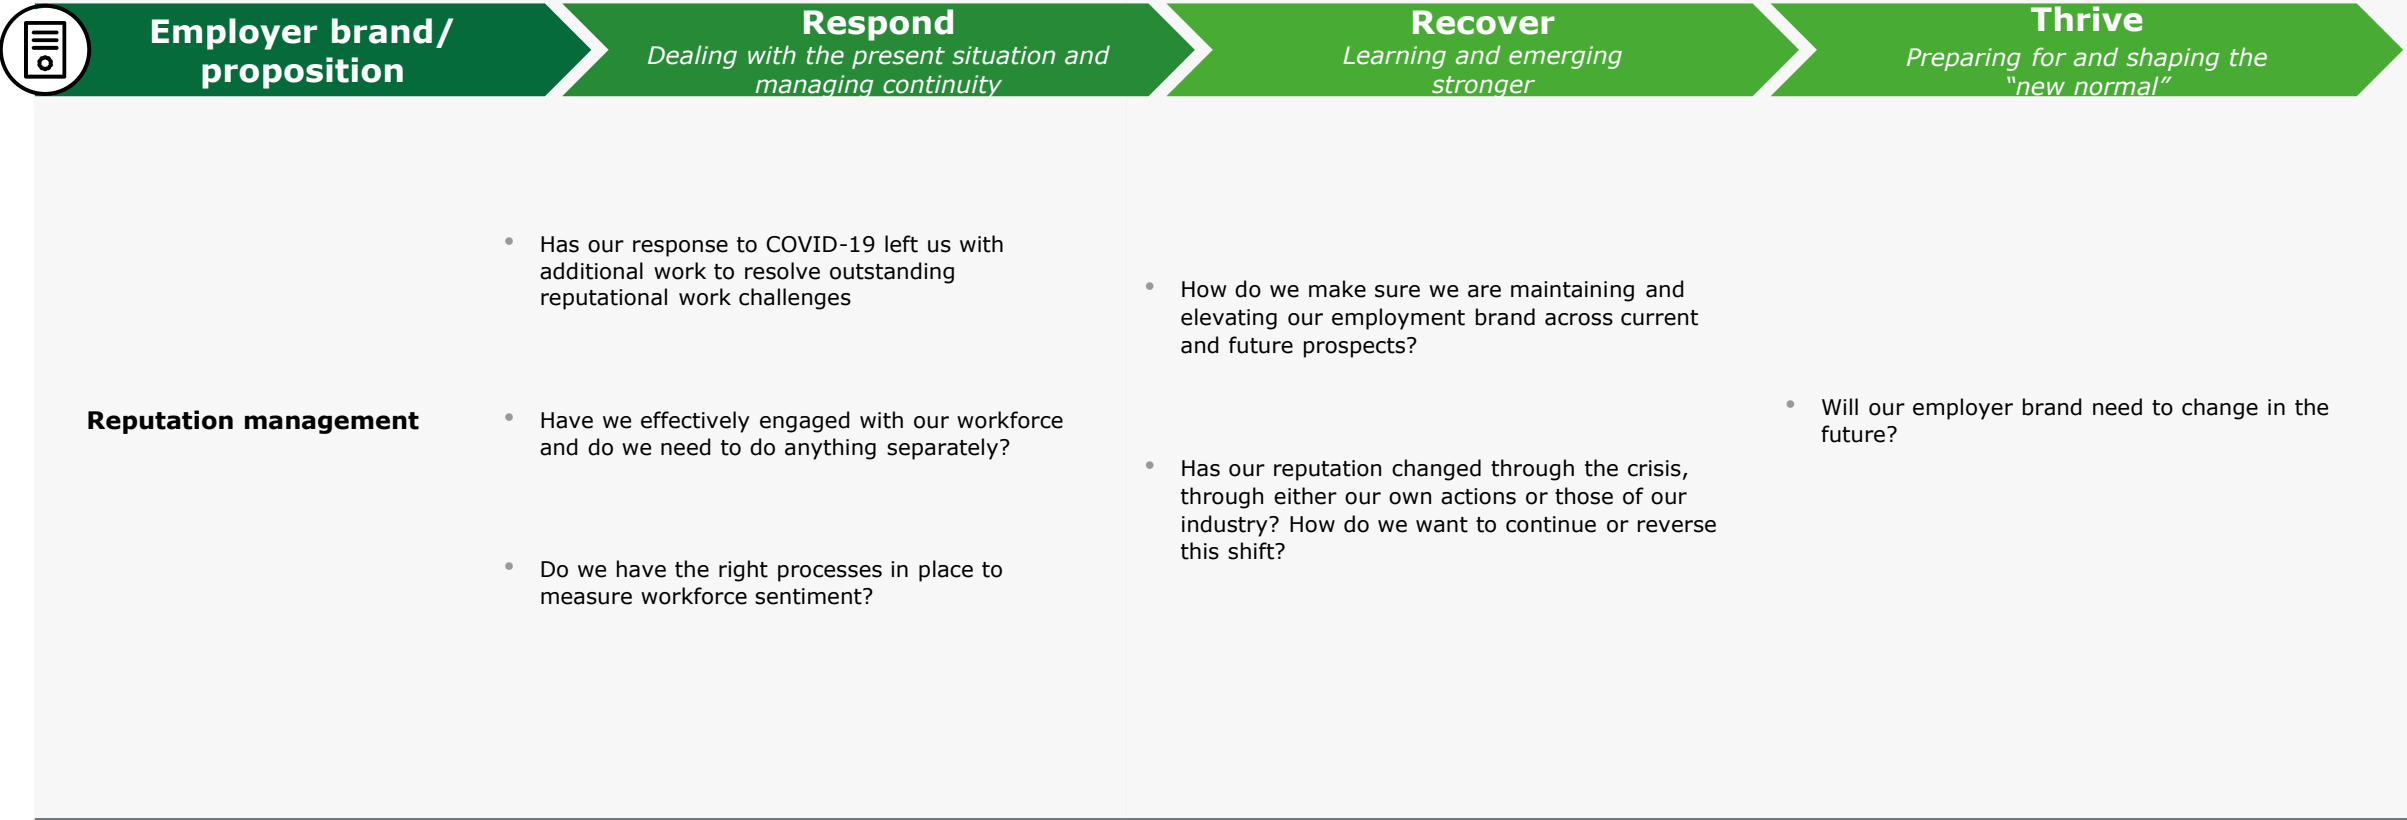 Employer brand/
proposition
Respond
Dealing with the present situation and
managing continuity
Recover
Learning and emerging
stronger
Thrive
Preparing for and shaping the
“new normal”
Reputation management
• Has our response to COVID-19 left us with
additional work to resolve outstanding
reputational work challenges
• Have we effectively engaged with our workforce
and do we need to do anything separately?
• Do we have the right processes in place to
measure workforce sentiment?
• How do we make sure we are maintaining and
elevating our employment brand across current
and future prospects?
• Has our reputation changed through the crisis,
through either our own actions or those of our
industry? How do we want to continue or reverse
this shift?
• Will our employer brand need to change in the
future?